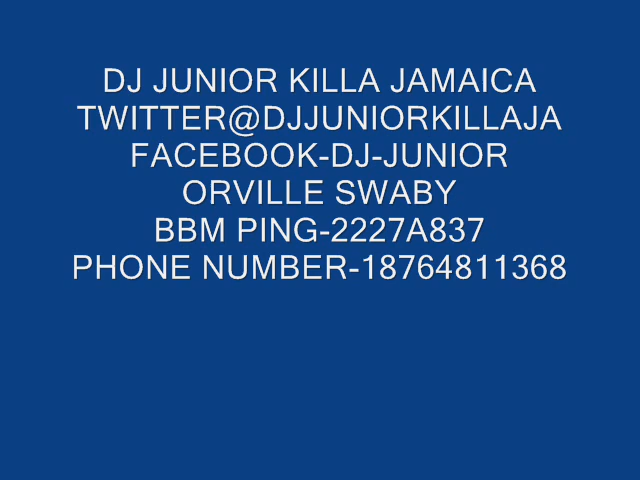 DJ JUNIOR KILLA JAMAICA
TWITTER@DJJUNIORKILLAJA
FACEBOOK-DJ-JUNIOR
ORVILLE SWABY
BBM PING-2227A837
PHONE NUMBER-18764811368